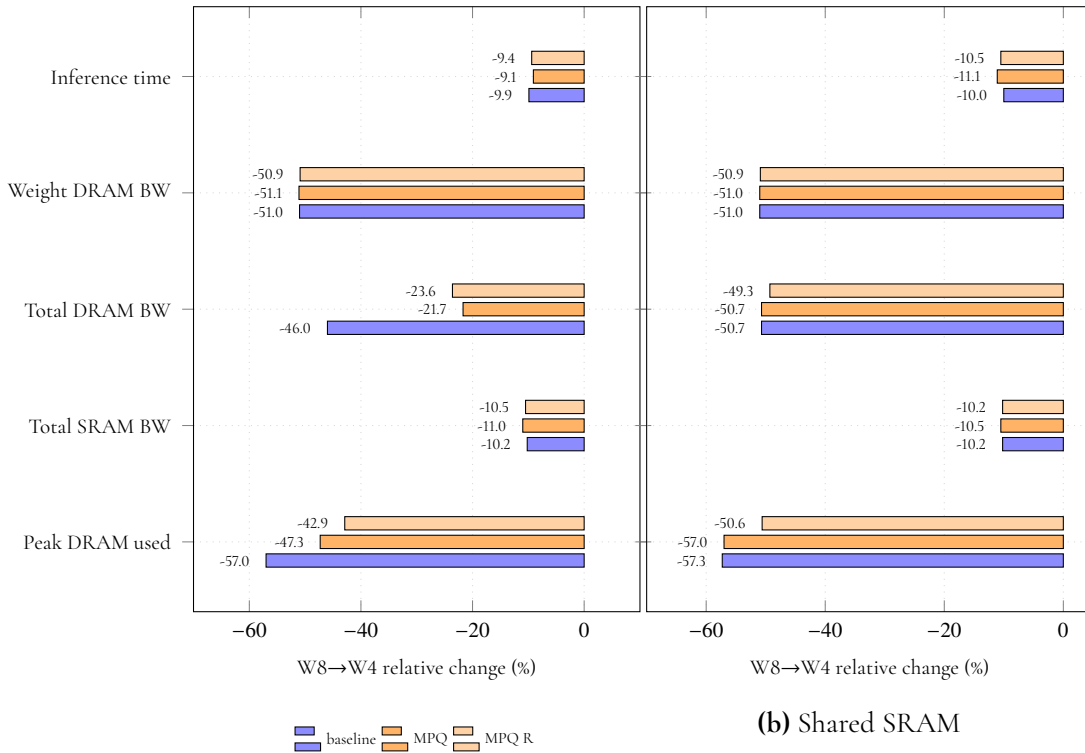 Inference time
-9.4
-9.1
-9.9
-10.5
-11.1
-10.0
Weight DRAM BW
-50.9
-51.1
-51.0
-50.9
-51.0
-51.0
Total DRAM BW
-23.6
-21.7
-46.0
-49.3
-50.7
-50.7
Total SRAM BW
-10.5
-11.0
-10.2
-10.2
-10.5
-10.2
Peak DRAM used
-42.9
-47.3
-57.0
-50.6
-57.0
-57.3
−60 −40 −20 0
−60 −40 −20 0
W8→W4 relative change (%)
W8→W4 relative change (%)
baseline MPQ MPQ R
(b) Shared SRAM